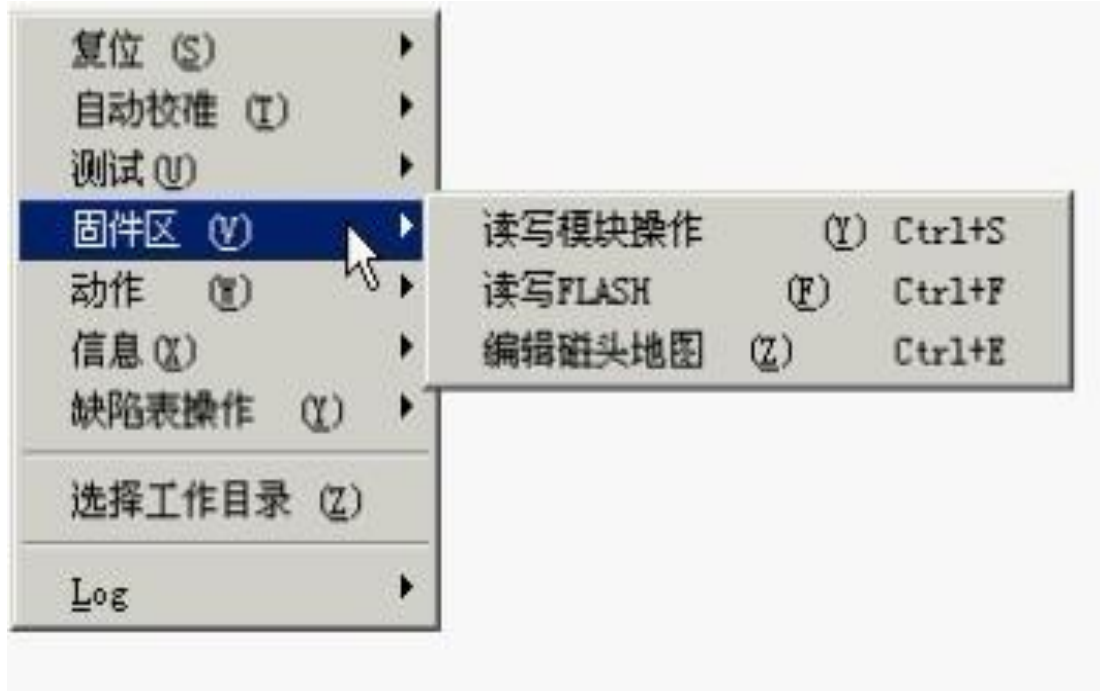 复位 (S)
自动校准 (T)
测试(U)
固件区 (V)
读写模块操作 (Y) Ctrl+S
动作 (W)
读写FLASH (F) Ctrl+F
信息(X)
编辑磁头地图 (Z) Ctrl+E
缺陷表操作 (Y)
选择工作目录 (Z)
Log